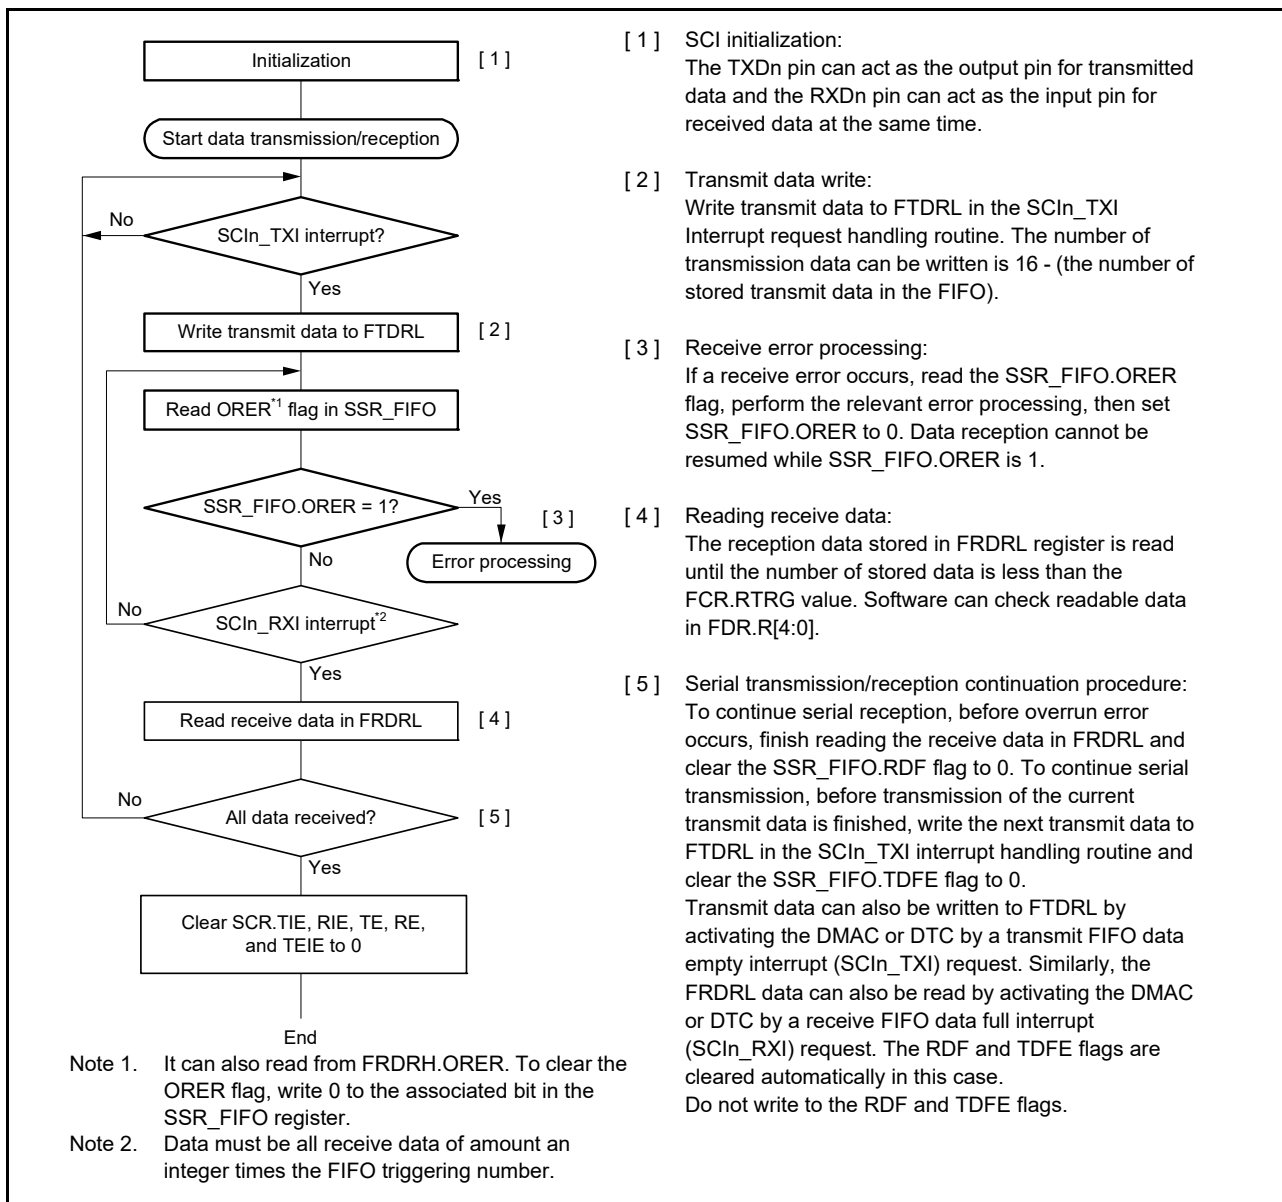 Initialization
[ 1 ]
Start data transmission/reception
No
SCIn_TXI interrupt?
Yes
Write transmit data to FTDRL
[ 2 ]
Read ORER*1 flag in SSR_FIFO
SSR_FIFO.ORER = 1?
Yes
[ 3 ]
Error processing
No
No
SCIn_RXI interrupt*2
Yes
Read receive data in FRDRL
[ 4 ]
No
All data received?
[ 5 ]
Yes
Clear SCR.TIE, RIE, TE, RE,
and TEIE to 0
End
[ 1 ] SCI initialization:
The TXDn pin can act as the output pin for transmitted
data and the RXDn pin can act as the input pin for
received data at the same time.
[ 2 ] Transmit data write:
Write transmit data to FTDRL in the SCIn_TXI
Interrupt request handling routine. The number of
transmission data can be written is 16 - (the number of
stored transmit data in the FIFO).
[ 3 ] Receive error processing:
If a receive error occurs, read the SSR_FIFO.ORER
flag, perform the relevant error processing, then set
SSR_FIFO.ORER to 0. Data reception cannot be
resumed while SSR_FIFO.ORER is 1.
[ 4 ] Reading receive data:
The reception data stored in FRDRL register is read
until the number of stored data is less than the
FCR.RTRG value. Software can check readable data
in FDR.R[4:0].
[ 5 ] Serial transmission/reception continuation procedure:
To continue serial reception, before overrun error
occurs, finish reading the receive data in FRDRL and
clear the SSR_FIFO.RDF flag to 0. To continue serial
transmission, before transmission of the current
transmit data is finished, write the next transmit data to
FTDRL in the SCIn_TXI interrupt handling routine and
clear the SSR_FIFO.TDFE flag to 0.
Transmit data can also be written to FTDRL by
activating the DMAC or DTC by a transmit FIFO data
empty interrupt (SCIn_TXI) request. Similarly, the
FRDRL data can also be read by activating the DMAC
or DTC by a receive FIFO data full interrupt
(SCIn_RXI) request. The RDF and TDFE flags are
cleared automatically in this case.
Do not write to the RDF and TDFE flags.
Note 1. It can also read from FRDRH.ORER. To clear the
ORER flag, write 0 to the associated bit in the
SSR_FIFO register.
Note 2. Data must be all receive data of amount an
integer times the FIFO triggering number.